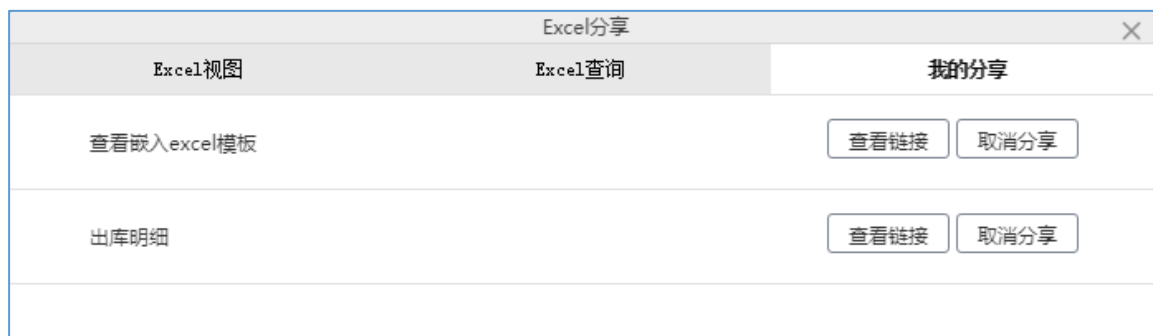 Excel分享
Excel视图 Excel查询 我的分享
查看嵌入excel模板 查看链接 取消分享
出库明细 查看链接 取消分享